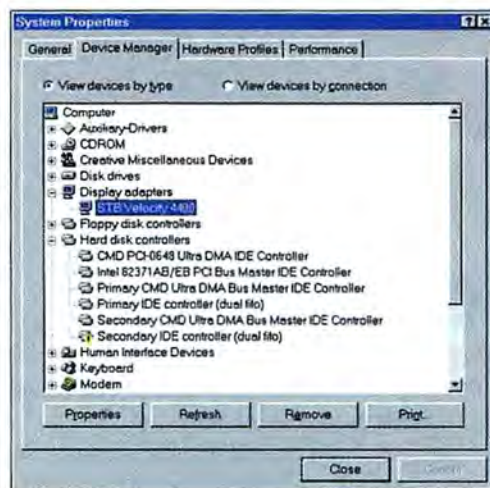 System Properties
General Device Manager Hardware Profiles Performance
View devices by type View devices by connection
Computer
Auxiliary-Drivers
CDROM
Creative Miscellaneous Devices
Disk drives
Display adapters
STB Velocity 4400
Floppy disk controllers
Hard disk controllers
CMD PCI-0648 Ultra DMA IDE Controller
Intel 82371AB/EB PCI Bus Master IDE Controller
Primary CMD Ultra DMA Bus Master IDE Controller
Primary IDE controller (dual fifo)
Secondary CMD Ultra DMA Bus Master IDE Controller
Secondary IDE controller (dual fifo)
Human Interface Devices
Keyboard
Modem
Properties Refresh Remove Print...
Close